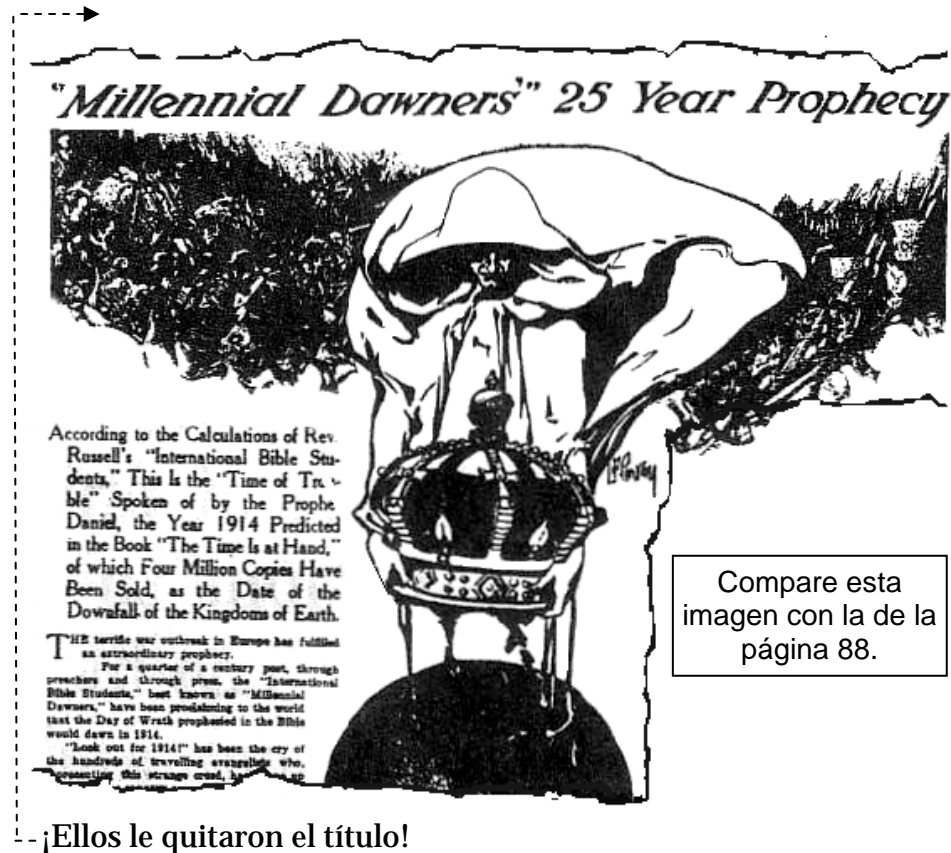 "Millennial Dawners" 25 Year Prophecy
According to the Calculations of Rev.
Russell's "International Bible Stu-
dents," This Is the "Time of
ble" Spoken of by the Prophe
Daniel, the Year 1914 Predicted
in the Book "The Time Is at Hand,"
of which Four Million Copies Have
Been Sold, as the Date of the
Downfall of the Kingdoms of Earth.
THE terrific war outbreak in Europe has fulfilled
an extraordinary prophecy.
For a quarter of a century past, through
preachers and through press, the "International
Bible Students," best known as "Millennial
Dawners," have been proclaiming to the world
that the Day of Wrath prophesied in the Bible
would dawn in 1914.
"Look out for 1914!" has been the cry of
the hundreds of travelling evangelists who,
representing this strange creed, up
Compare esta
imagen con la de la
página 88.
¡Ellos le quitaron el título!